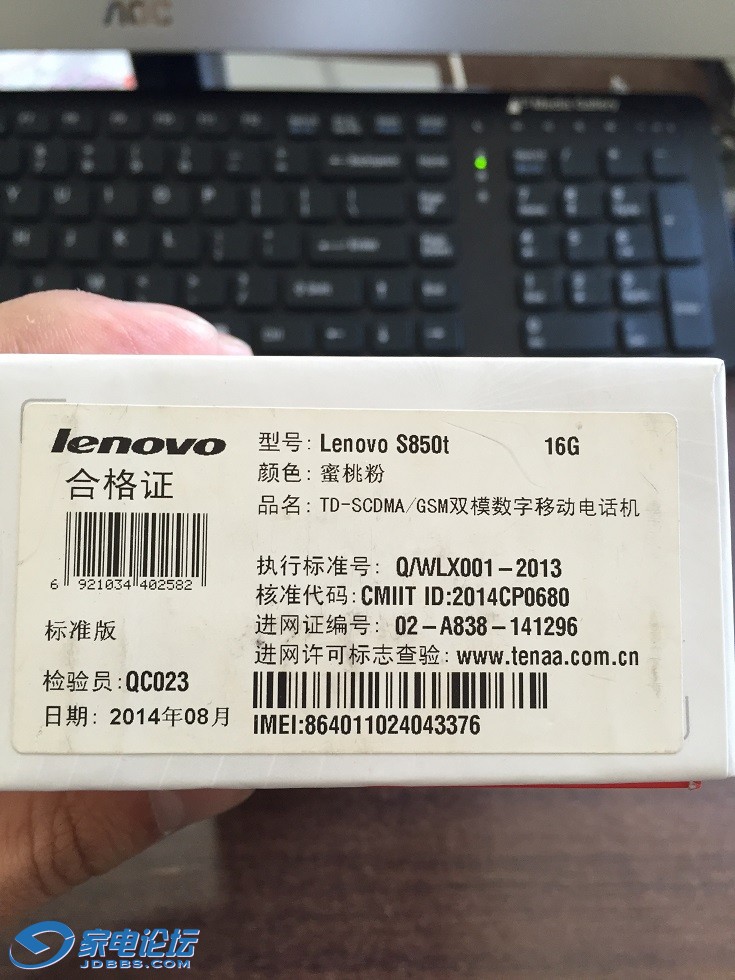 AOC
lenovo
合格证
6 921034 402582
标准版
检验员:QC023
日期: 2014年08月
型号: Lenovo S850t 16G
颜色: 蜜桃粉
品名: TD-SCDMA/GSM双模数字移动电话机
执行标准号: Q/WLX001-2013
核准代码:CMIIT ID:2014CP0680
进网证编号: 02-A838-141296
进网许可标志查验: www.tenaa.com.cn
IMEI:864011024043376
家电论坛
JDBBS.COM